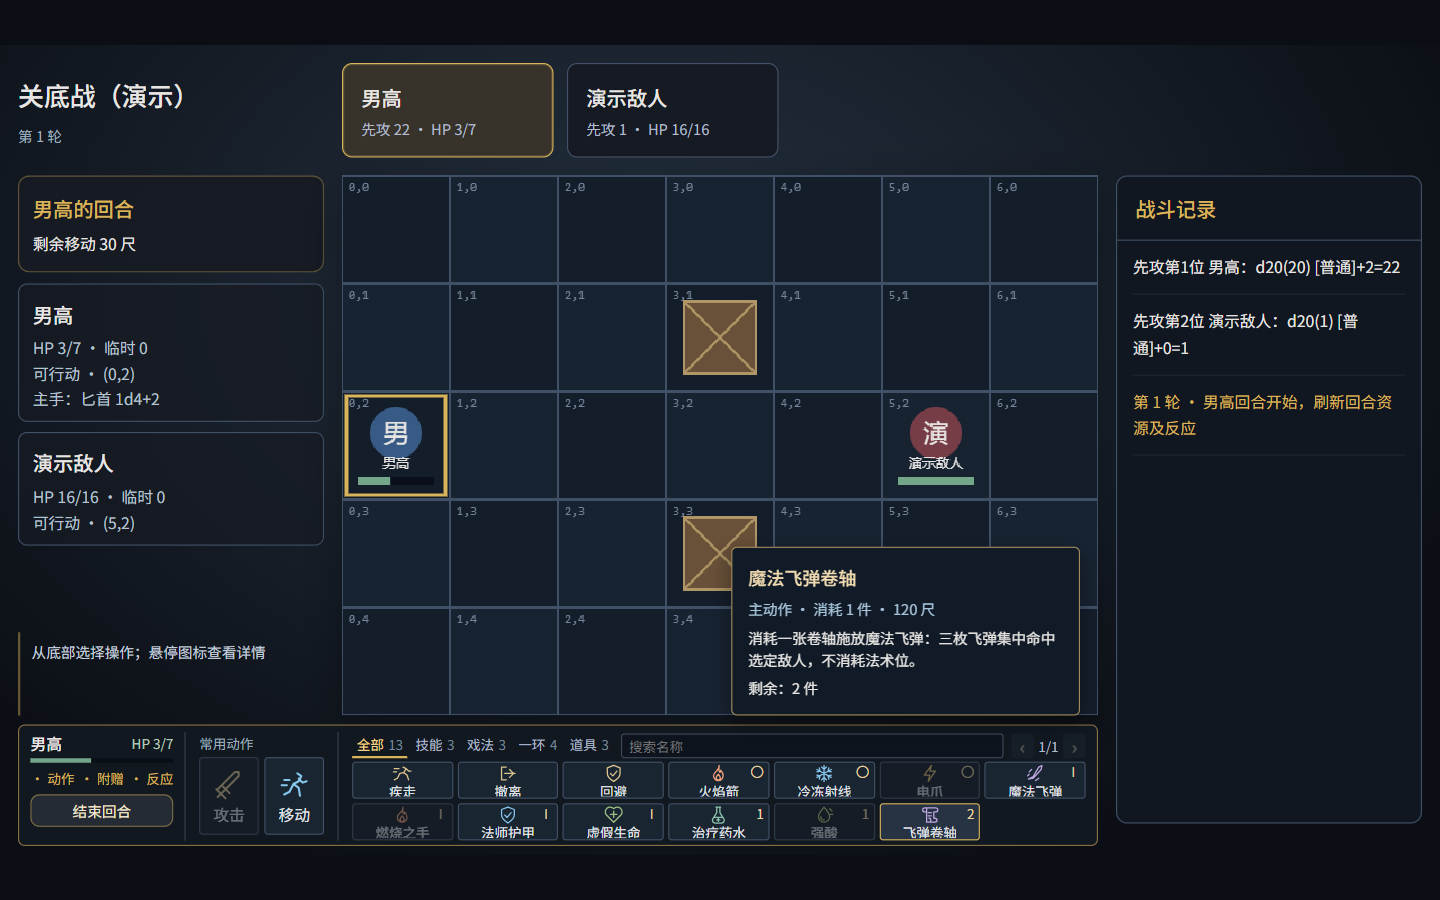 关底战（演示）
第 1 轮
男高
先攻 22 · HP 3/7
演示敌人
先攻 1 · HP 16/16
男高的回合
剩余移动 30 尺
男高
HP 3/7 · 临时 0
可行动 · (0,2)
主手：匕首 1d4+2
演示敌人
HP 16/16 · 临时 0
可行动 · (5,2)
从底部选择操作；悬停图标查看详情
0,0
1,0
2,0
3,0
4,0
5,0
6,0
0,1
1,1
2,1
3,1
4,1
5,1
6,1
0,2
男
男高
1,2
2,2
3,2
4,2
5,2
演
演示敌人
6,2
0,3
1,3
2,3
3,3
4,3
5,3
6,3
0,4
1,4
2,4
3,4
魔法飞弹卷轴
主动作 · 消耗 1 件 · 120 尺
消耗一张卷轴施放魔法飞弹：三枚飞弹集中命中
选定敌人，不消耗法术位。
剩余：2 件
战斗记录
先攻第1位 男高：d20(20) [普通]+2=22
先攻第2位 演示敌人：d20(1) [普
通]+0=1
第 1 轮 · 男高回合开始，刷新回合资
源及反应
男高
HP 3/7
· 动作 · 附赠 · 反应
结束回合
常用动作
攻击
移动
全部 13
技能 3
戏法 3
一环 4
道具 3
搜索名称
‹ 1/1 ›
疾走
撤离
回避
火焰箭
冷冻射线
电爪
魔法飞弹 I
燃烧之手 I
法师护甲 I
虚假生命 I
治疗药水 1
强酸 1
飞弹卷轴 2